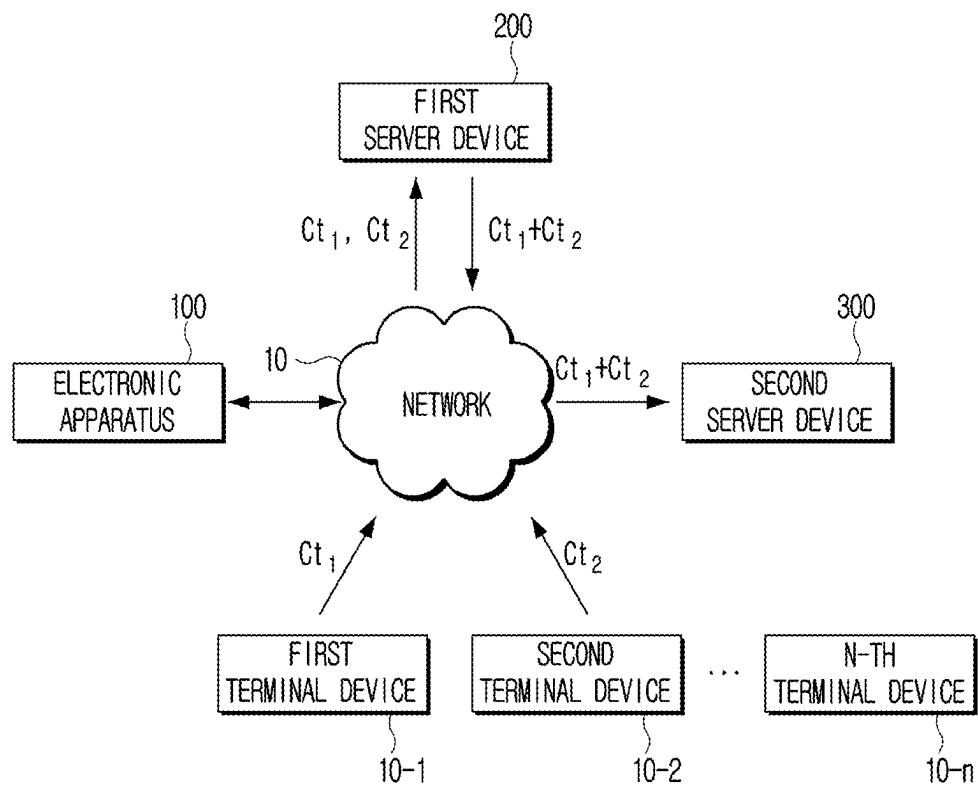 200
FIRST
SERVER DEVICE
Ct₁, Ct₂
Ct₁+Ct₂
100
10
300
ELECTRONIC
APPARATUS
NETWORK
Ct₁+Ct₂
SECOND
SERVER DEVICE
Ct₁
Ct₂
FIRST
TERMINAL DEVICE
SECOND
TERMINAL DEVICE
...
N-TH
TERMINAL DEVICE
10-1
10-2
10-n